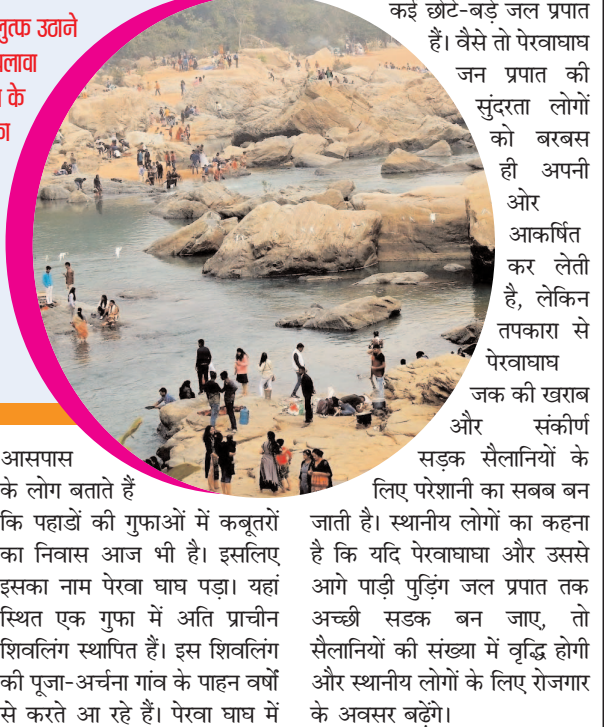 लुत्फ उठाने
के
आसपास
के लोग बताते हैं
कि पहाडों की गुफाओं में कबूतरों
का निवास आज भी है। इसलिए
इसका नाम पेरवा घाघ पड़ा। यहां
स्थित एक गुफा में अति प्राचीन
शिवलिंग स्थापित हैं। इस शिवलिंग
की पूजा-अर्चना गांव के पाहन वर्षों
से करते आ रहे हैं। पेरवा घाघ में
कई छोटे-बड़े जल प्रपात
हैं। वैसे तो पेरवाघाघ
जन प्रपात की
सुंदरता लोगों
को बरबस
ही अपनी
ओर
आकर्षित
कर लेती
है, लेकिन
तपकारा से
पेरवाघाघ
जक की खराब
और संकीर्ण
सड़क सैलानियों के
लिए परेशानी का सबब बन
जाती है। स्थानीय लोगों का कहना
है कि यदि पेरवाघाघा और उससे
आगे पाड़ी पुड़िंग जल प्रपात तक
अच्छी सडक बन जाए, तो
सैलानियों की संख्या में वृद्धि होगी
और स्थानीय लोगों के लिए रोजगार
के अवसर बढ़ेंगे।